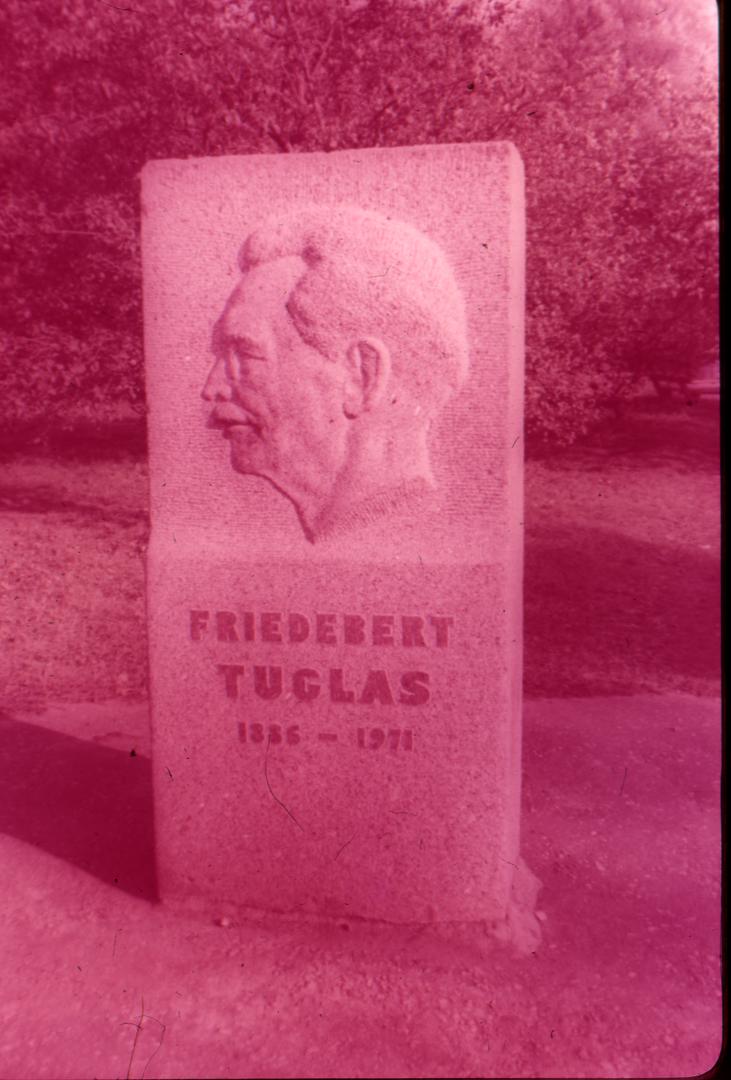 FRIEDEBERT
TUGLAS
1886 – 1971